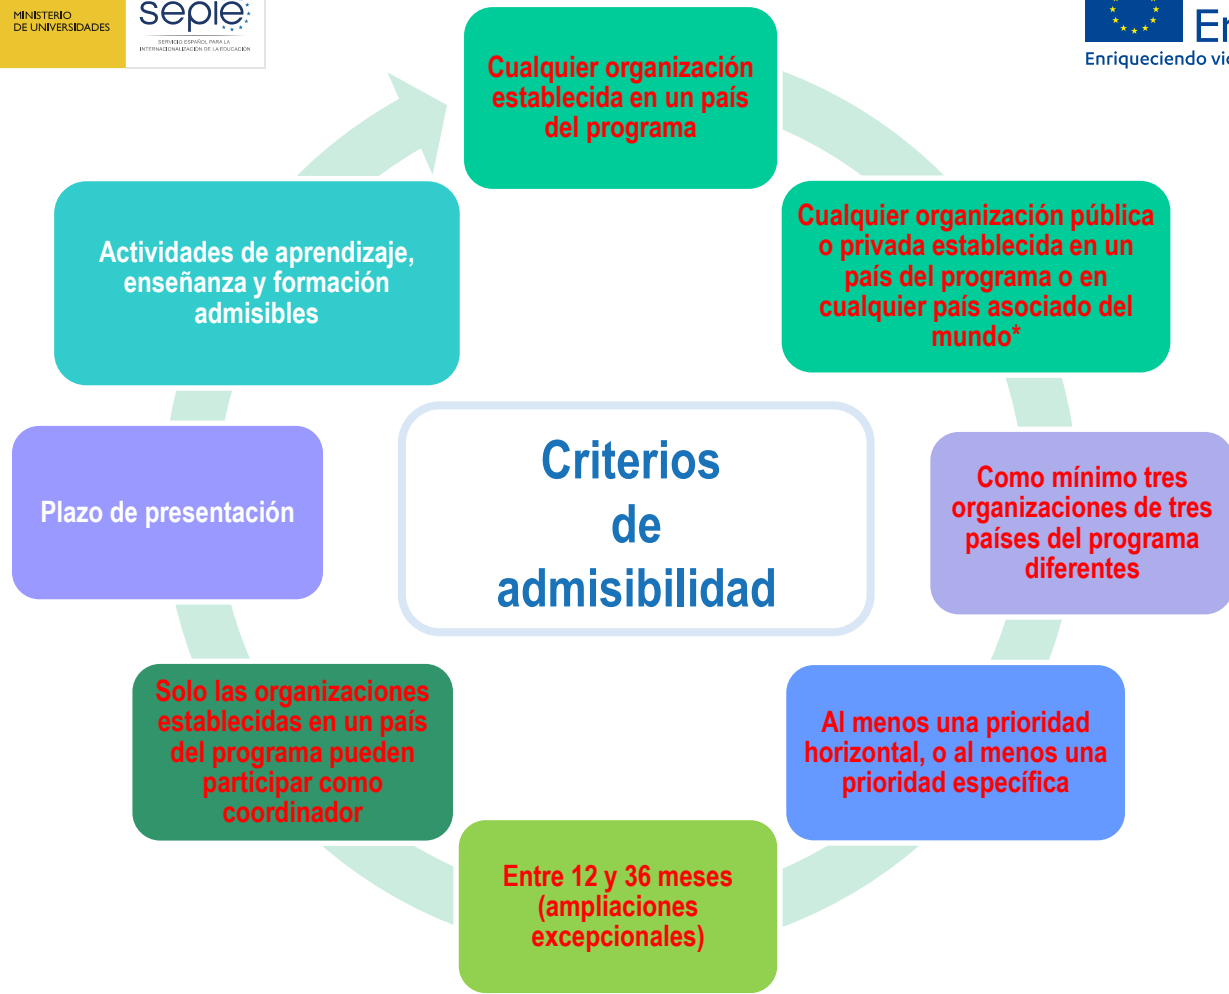 MINISTERIO
DE UNIVERSIDADES
sepie
SERVICIO ESPAÑOL PARA LA
INTERNACIONALIZACIÓN DE LA EDUCACIÓN
Enriqueciendo
Cualquier organización
establecida en un país
del programa
Cualquier organización pública
o privada establecida en un
país del programa o en
cualquier país asociado del
mundo*
Como mínimo tres
organizaciones de tres
países del programa
diferentes
Al menos una prioridad
horizontal, o al menos una
prioridad específica
Entre 12 y 36 meses
(ampliaciones
excepcionales)
Solo las organizaciones
establecidas en un país
del programa pueden
participar como
coordinador
Plazo de presentación
Actividades de aprendizaje,
enseñanza y formación
admisibles
Criterios
de
admisibilidad